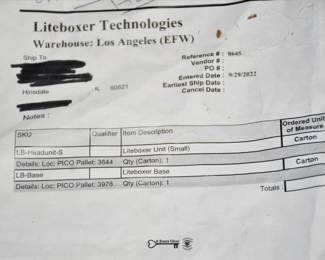 Liteboxer Technologies
Warehouse: Los Angeles (EFW)
Ship To
Hinsdale IL 60521
Notes :
Reference # : 8645
Vendor # :
PO # :
Entered Date : 9/29/2022
Earliest Ship Date :
Cancel Date :
SKU Qualifier Item Description Ordered Unit of Measure
LB-Headunit-S Liteboxer Unit (Small) Carton
Details: Loc: PICO Pallet: 3644 Qty (Carton): 1
LB-Base Liteboxer Base Carton
Details: Loc: PICO Pallet: 3978 Qty (Carton): 1
Totals :